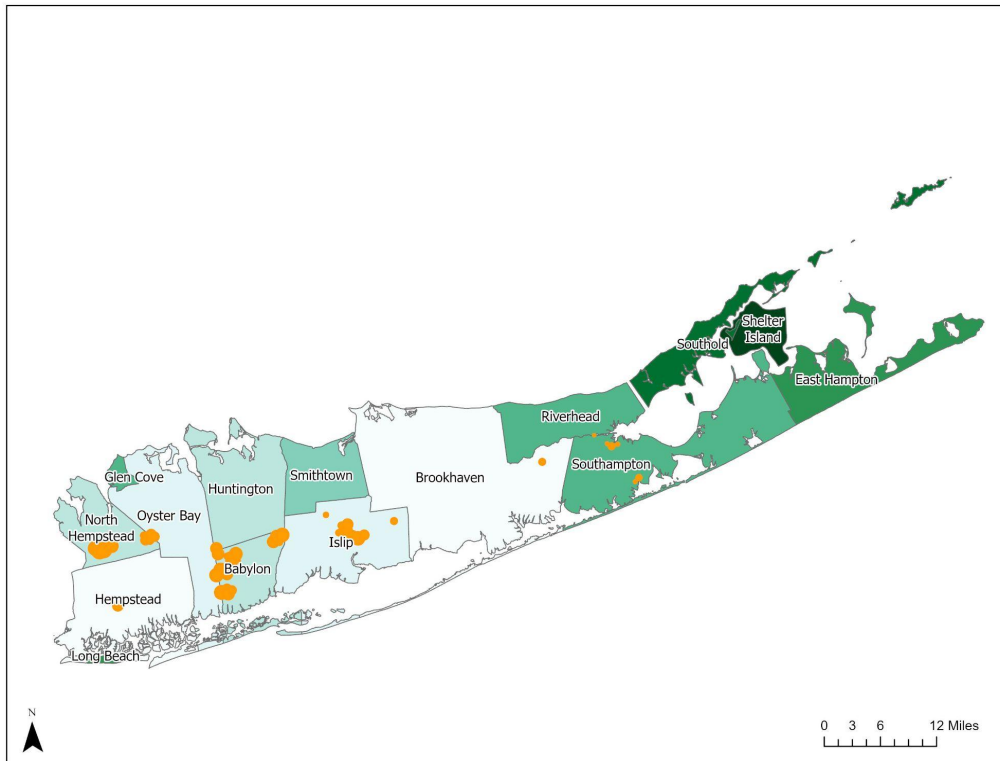 Shelter
Island
Southold
East Hampton
Riverhead
Southampton
Brookhaven
Smithtown
Glen Cove
Huntington
Oyster Bay
North
Hempstead
Islip
Babylon
Hempstead
Long Beach
N
0 3 6 12 Miles